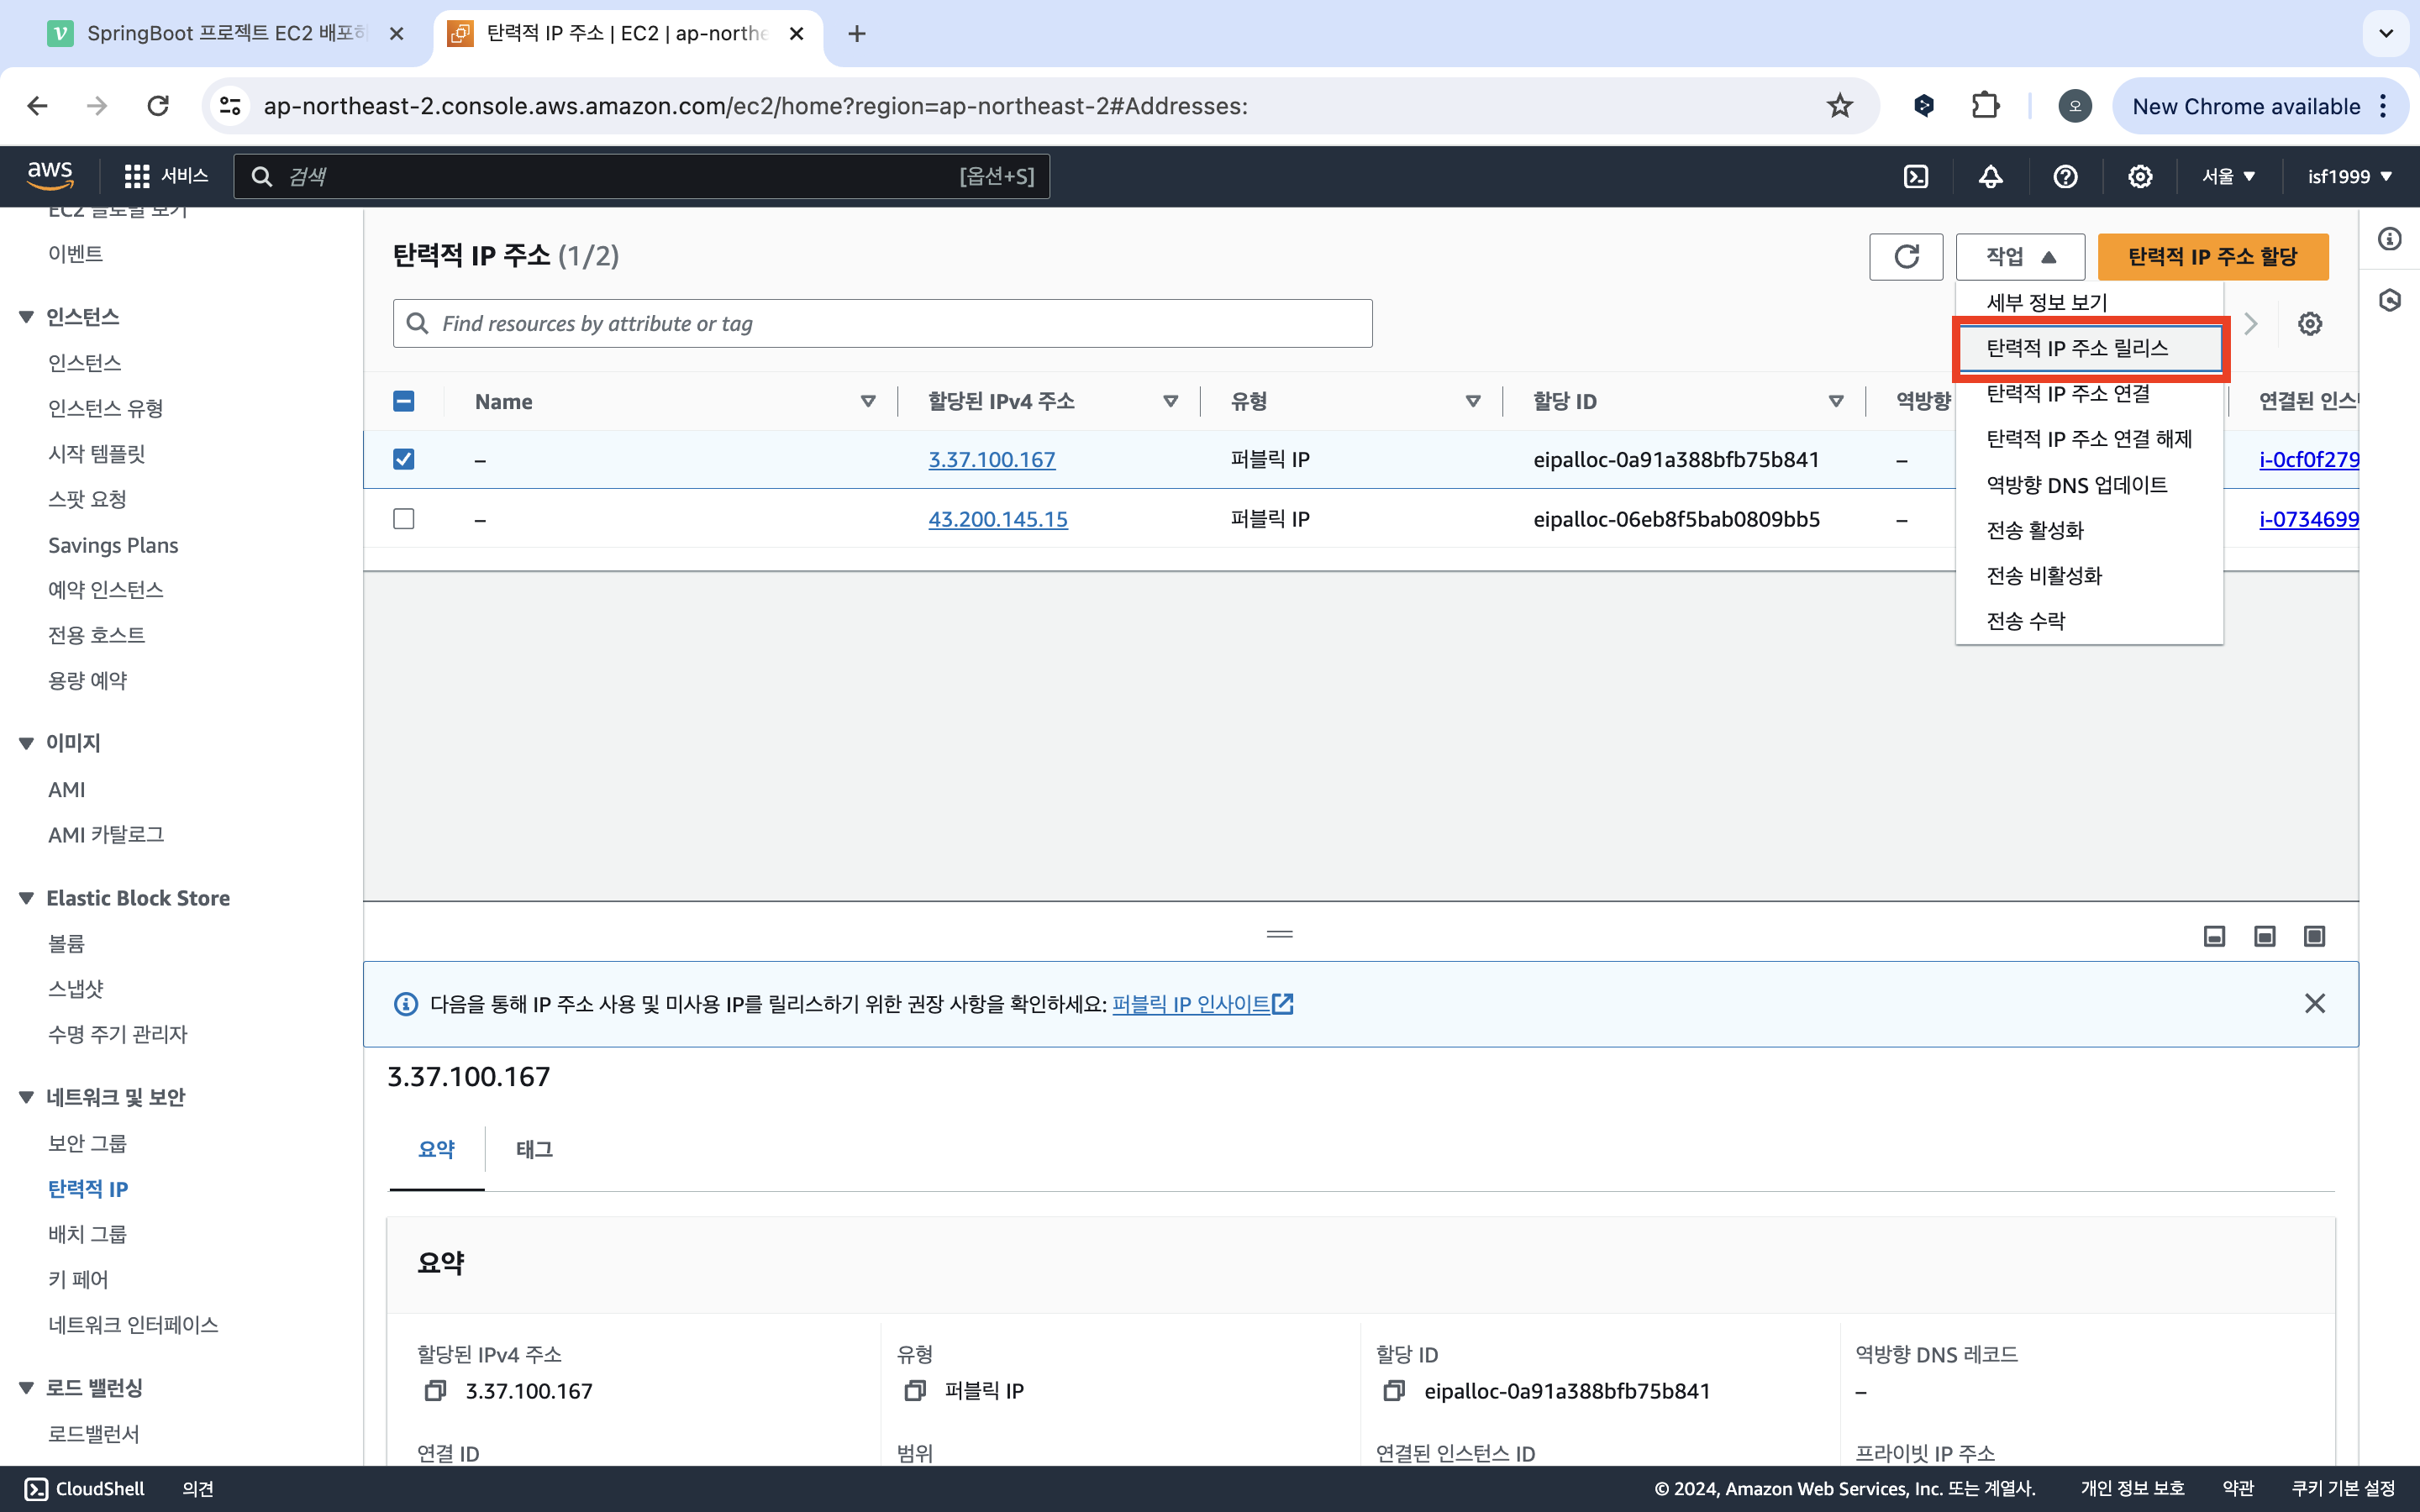 SpringBoot 프로젝트 EC2 배포하
탄력적 IP 주소 | EC2 | ap-northe
ap-northeast-2.console.aws.amazon.com/ec2/home?region=ap-northeast-2#Addresses:
오
New Chrome available
aws
서비스
검색
[옵션+S]
서울
isf1999
EC2 글로벌 보기
이벤트
인스턴스
인스턴스
인스턴스 유형
시작 템플릿
스팟 요청
Savings Plans
예약 인스턴스
전용 호스트
용량 예약
이미지
AMI
AMI 카탈로그
Elastic Block Store
볼륨
스냅샷
수명 주기 관리자
네트워크 및 보안
보안 그룹
탄력적 IP
배치 그룹
키 페어
네트워크 인터페이스
로드 밸런싱
로드밸런서
탄력적 IP 주소 (1/2)
작업
탄력적 IP 주소 할당
Find resources by attribute or tag
세부 정보 보기
탄력적 IP 주소 릴리스
탄력적 IP 주소 연결
탄력적 IP 주소 연결 해제
역방향 DNS 업데이트
전송 활성화
전송 비활성화
전송 수락
Name 할당된 IPv4 주소 유형 할당 ID 역방향 연결된 인스턴
– 3.37.100.167 퍼블릭 IP eipalloc-0a91a388bfb75b841 – i-0cf0f279
– 43.200.145.15 퍼블릭 IP eipalloc-06eb8f5bab0809bb5 – i-0734699
다음을 통해 IP 주소 사용 및 미사용 IP를 릴리스하기 위한 권장 사항을 확인하세요: 퍼블릭 IP 인사이트
3.37.100.167
요약 태그
요약
할당된 IPv4 주소
3.37.100.167
유형
퍼블릭 IP
할당 ID
eipalloc-0a91a388bfb75b841
역방향 DNS 레코드
–
연결 ID
범위
연결된 인스턴스 ID
프라이빗 IP 주소
CloudShell 의견
© 2024, Amazon Web Services, Inc. 또는 계열사. 개인 정보 보호 약관 쿠키 기본 설정